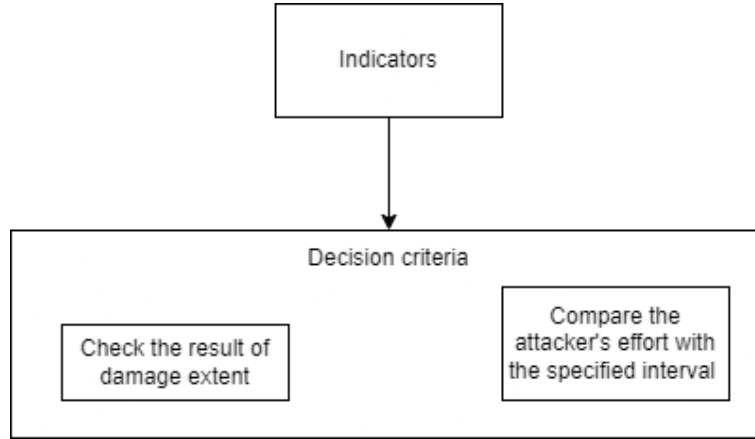 Indicators
Decision criteria
Check the result of
damage extent
Compare the
attacker's effort with
the specified interval